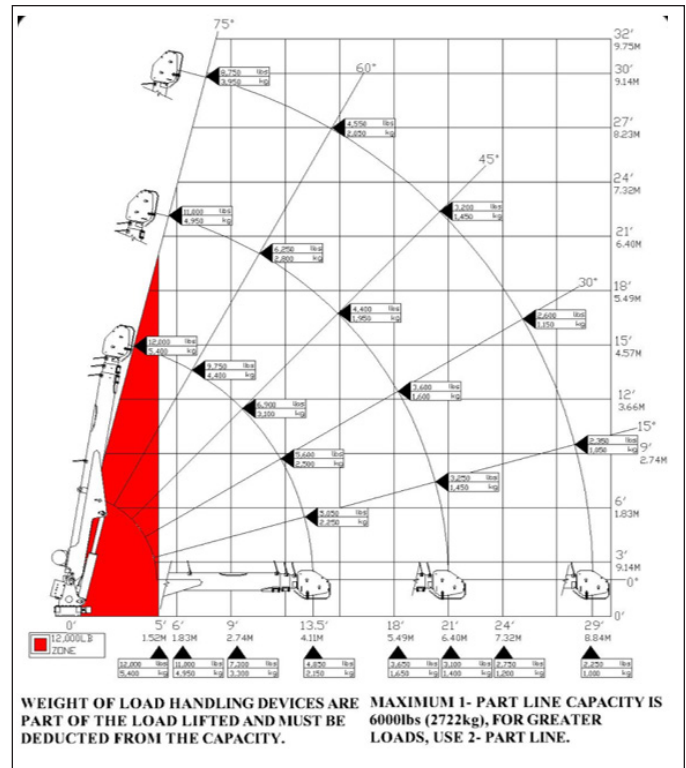 75°
32'
9.75M
30'
9.14M
8,750 lbs
3,950 kg
60°
4,550 lbs
2,050 kg
27'
8.23M
24'
7.32M
45°
11,000 lbs
4,950 kg
3,200 lbs
1,450 kg
21'
6.40M
6,250 lbs
2,800 kg
18'
5.49M
30°
4,400 lbs
1,950 kg
2,600 lbs
1,150 kg
12,000 lbs
5,400 kg
15'
4.57M
9,750 lbs
4,400 kg
3,600 lbs
1,600 kg
12'
3.66M
6,900 lbs
3,100 kg
15°
5,600 lbs
2,500 kg
2,350 lbs
1,050 kg
9'
2.74M
3,250 lbs
1,450 kg
6'
1.83M
5,050 lbs
2,250 kg
3'
9.14M
0°
0'
0' 5' 6' 9' 13.5' 18' 21' 24' 29'
1.52M 1.83M 2.74M 4.11M 5.49M 6.40M 7.32M 8.84M
12,000LB
ZONE
12,000 lbs 11,000 lbs 7,300 lbs 4,850 lbs 3,650 lbs 3,100 lbs 2,750 lbs 2,250 lbs
5,400 kg 4,950 kg 3,300 kg 2,150 kg 1,650 kg 1,400 kg 1,200 kg 1,000 kg
WEIGHT OF LOAD HANDLING DEVICES ARE
PART OF THE LOAD LIFTED AND MUST BE
DEDUCTED FROM THE CAPACITY.
MAXIMUM 1- PART LINE CAPACITY IS
6000lbs (2722kg), FOR GREATER
LOADS, USE 2- PART LINE.